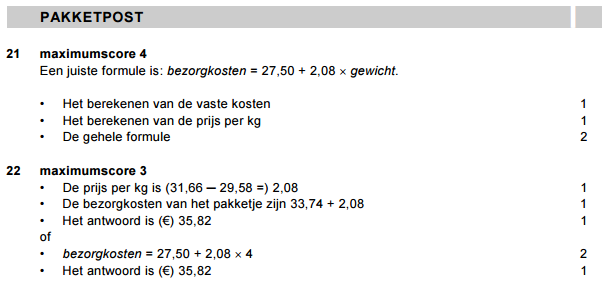 PAKKETPOST
21 maximumscore 4
Een juiste formule is: bezorgkosten = 27,50 + 2,08 × gewicht.
• Het berekenen van de vaste kosten 1
• Het berekenen van de prijs per kg 1
• De gehele formule 2
22 maximumscore 3
• De prijs per kg is (31,66 – 29,58 =) 2,08 1
• De bezorgkosten van het pakketje zijn 33,74 + 2,08 1
• Het antwoord is (€) 35,82 1
of
• bezorgkosten = 27,50 + 2,08 × 4 2
• Het antwoord is (€) 35,82 1